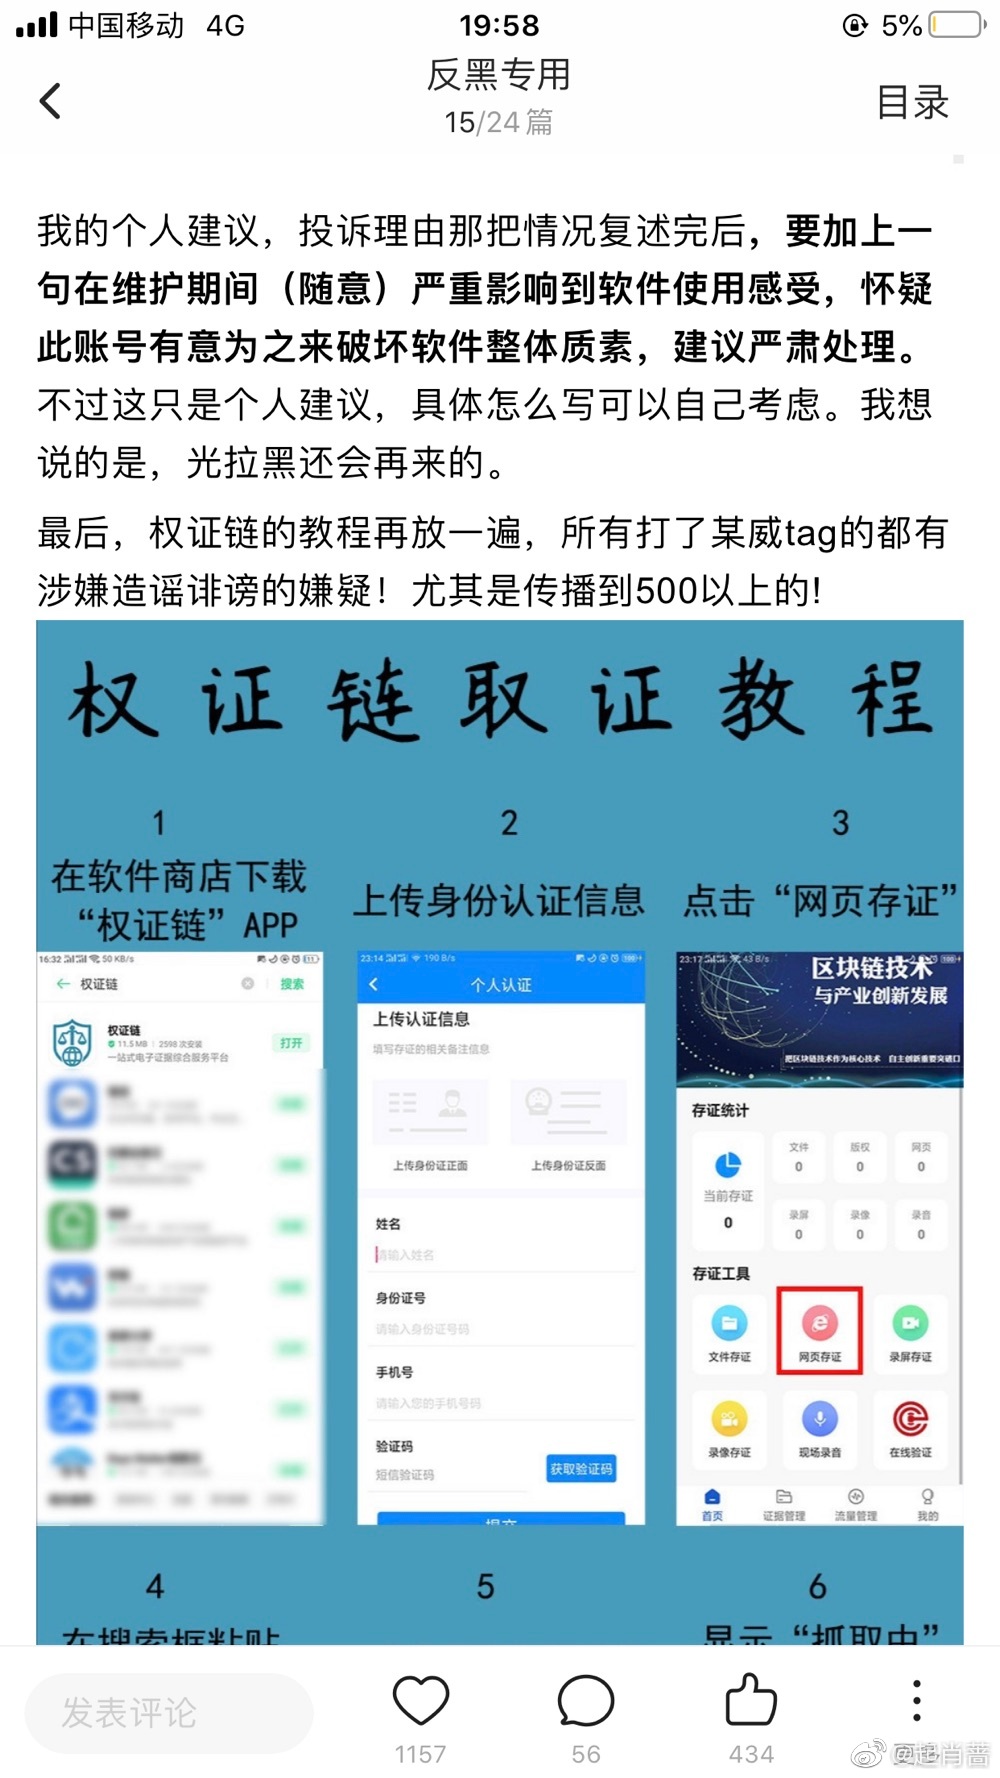 中国移动 4G 19:58 5%
反黑专用
15/24 篇
目录
我的个人建议，投诉理由那把情况复述完后，要加上一
句在维护期间（随意）严重影响到软件使用感受，怀疑
此账号有意为之来破坏软件整体质素，建议严肃处理。
不过这只是个人建议，具体怎么写可以自己考虑。我想
说的是，光拉黑还会再来的。
最后，权证链的教程再放一遍，所有打了某威tag的都有
涉嫌造谣诽谤的嫌疑！尤其是传播到500以上的!
权证链取证教程
1
在软件商店下载
“权证链”APP
16:32 50 KB/s
权证链
搜索
权证链
11.5 MB 2598 次安装
一站式电子证据综合服务平台
打开
2
上传身份认证信息
23:14 190 B/s
个人认证
上传认证信息
填写存证的相关备注信息
上传身份证正面 上传身份证反面
姓名
请输入姓名
身份证号
请输入身份证号码
手机号
请输入您的手机号码
验证码
短信验证码
获取验证码
提交
3
点击“网页存证”
23:17 43 B/s
区块链技术
与产业创新发展
把区块链技术作为核心技术 自主创新重要突破口
存证统计
当前存证
0
文件 版权 网页
0 0 0
录屏 录像 录音
0 0 0
存证工具
文件存证 网页存证 录屏存证
录像存证 现场录音 在线验证
首页 证据管理 流量管理 我的
4
在搜索框粘贴
5
6
显示“抓取中”
发表评论
1157
56
434
更多
@起肖蔷